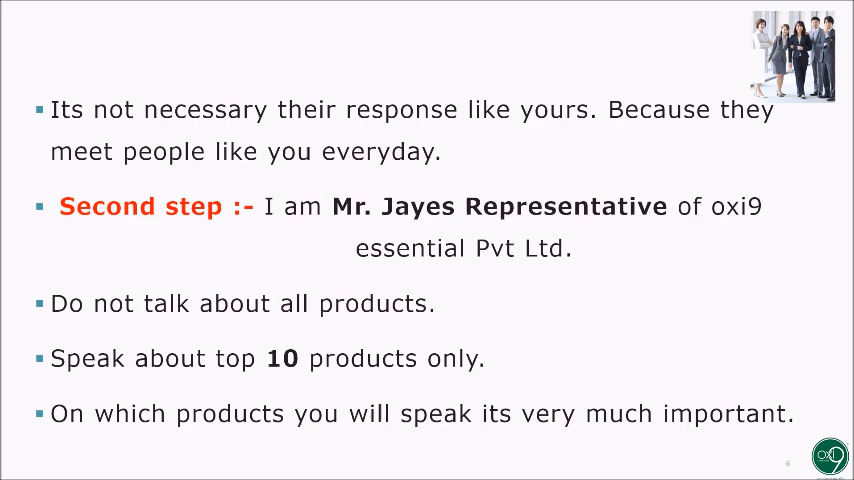 Its not necessary their response like yours. Because they
meet people like you everyday.
Second step :- I am Mr. Jayes Representative of oxi9
essential Pvt Ltd.
Do not talk about all products.
Speak about top 10 products only.
On which products you will speak its very much important.
6
oxi9